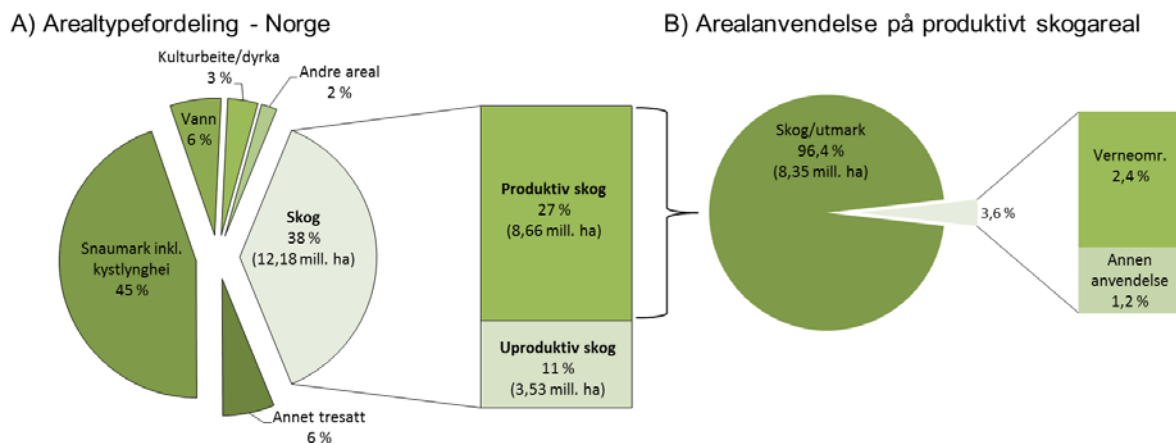 A) Arealtypefordeling - Norge
B) Arealanvendelse på produktivt skogareal
Kulturbeite/dyrka
3 %
Andre areal
2 %
Vann
6 %
Snaumark inkl.
kystlynghei
45 %
Skog
38 %
(12,18 mill. ha)
Annet tresatt
6 %
Produktiv skog
27 %
(8,66 mill. ha)
Uproduktiv skog
11 %
(3,53 mill. ha)
Skog/utmark
96,4 %
(8,35 mill. ha)
3,6 %
Verneomr.
2,4 %
Annen
anvendelse
1,2 %